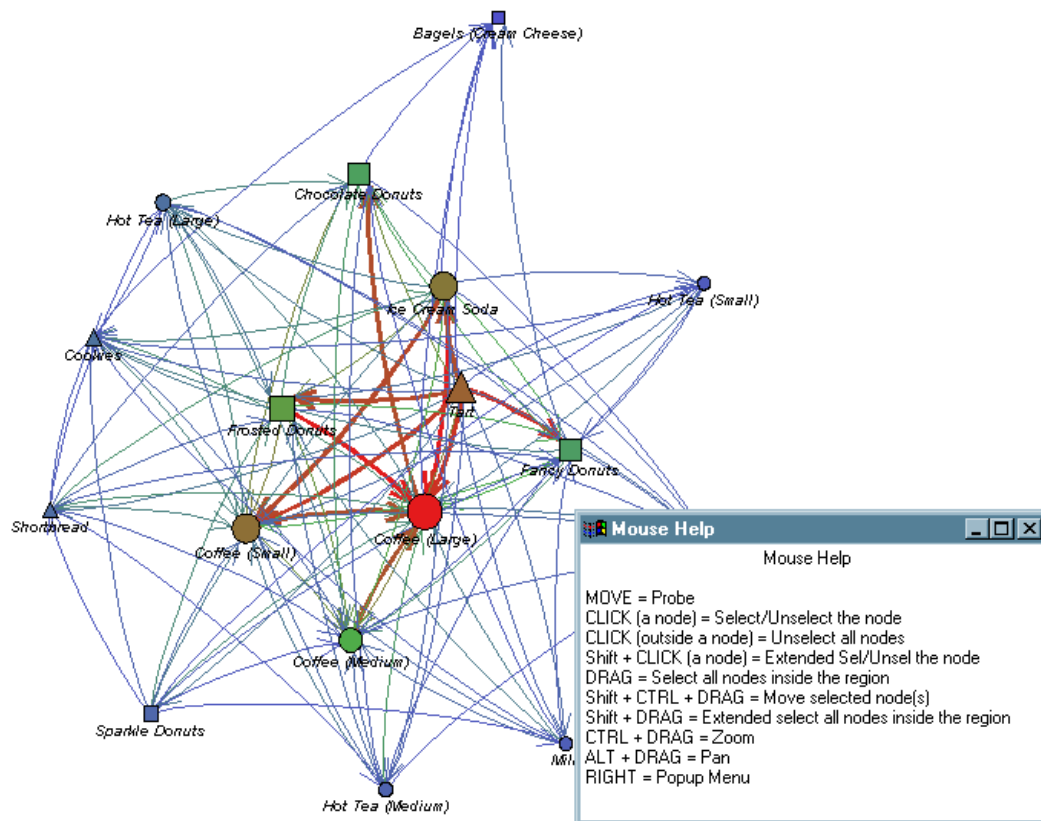 Bagels (Cream Cheese)
Chocolate Donuts
Hot Tea (Large)
Hot Tea (Small)
Ice Cream Soda
Cookies
Tart
Frosted Donuts
Fancy Donuts
Shortbread
Coffee (Small)
Coffee (Large)
Coffee (Medium)
Sparkle Donuts
Hot Tea (Medium)
Mouse Help
Mouse Help
MOVE = Probe
CLICK (a node) = Select/Unselect the node
CLICK (outside a node) = Unselect all nodes
Shift + CLICK (a node) = Extended Sel/Unsel the node
DRAG = Select all nodes inside the region
Shift + CTRL + DRAG = Move selected node(s)
Shift + DRAG = Extended select all nodes inside the region
CTRL + DRAG = Zoom
ALT + DRAG = Pan
RIGHT = Popup Menu